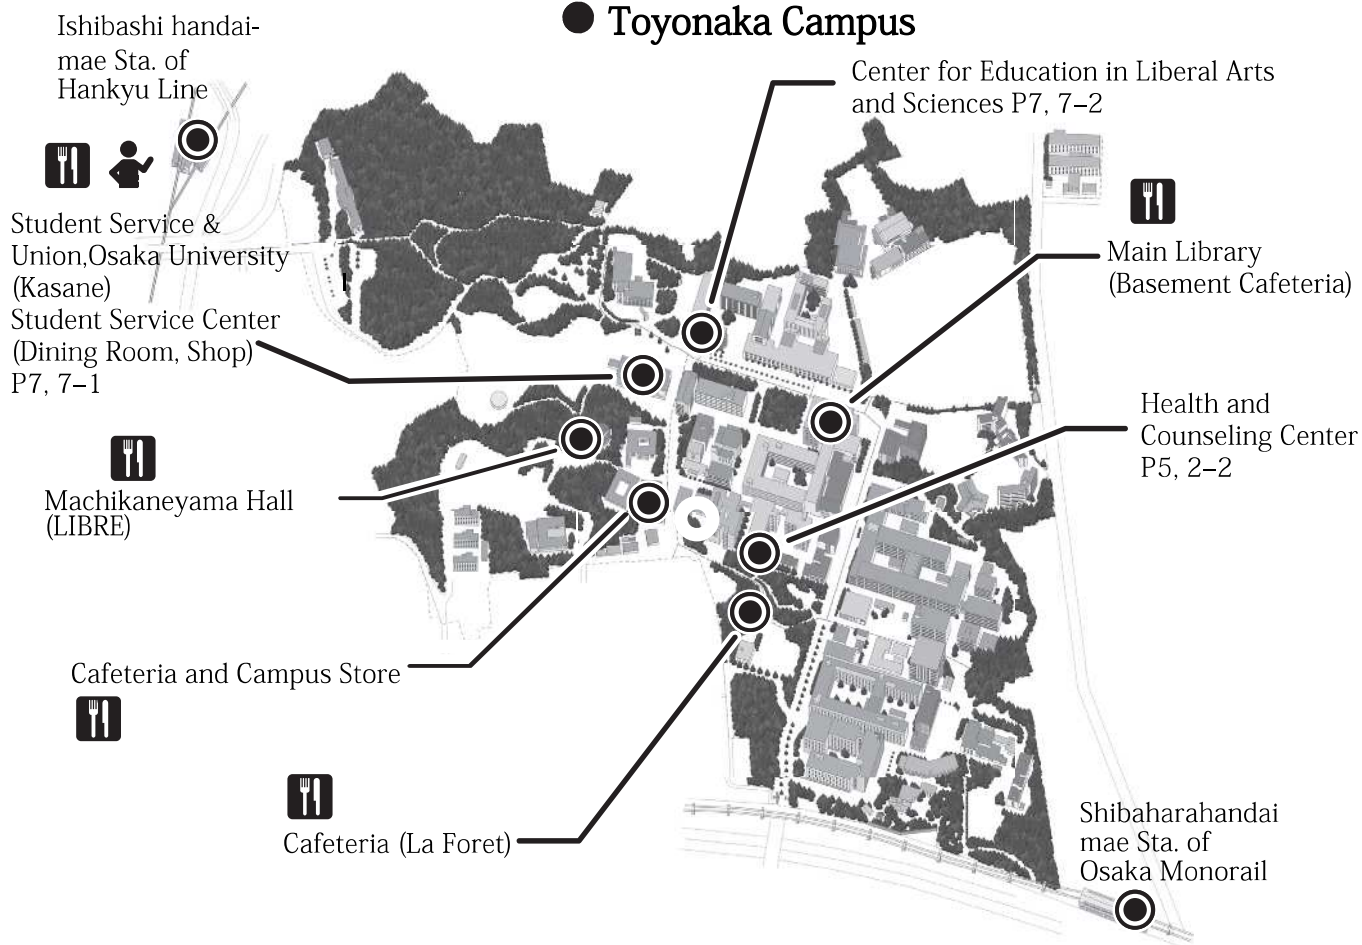 Toyonaka Campus
Ishibashi handai-
mae Sta. of
Hankyu Line
Center for Education in Liberal Arts
and Sciences P7, 7–2
Student Service &
Union,Osaka University
(Kasane)
Student Service Center
(Dining Room, Shop)
P7, 7–1
Main Library
(Basement Cafeteria)
Health and
Counseling Center
P5, 2–2
Machikaneyama Hall
(LIBRE)
Cafeteria and Campus Store
Cafeteria (La Foret)
Shibaharahandai
mae Sta. of
Osaka Monorail